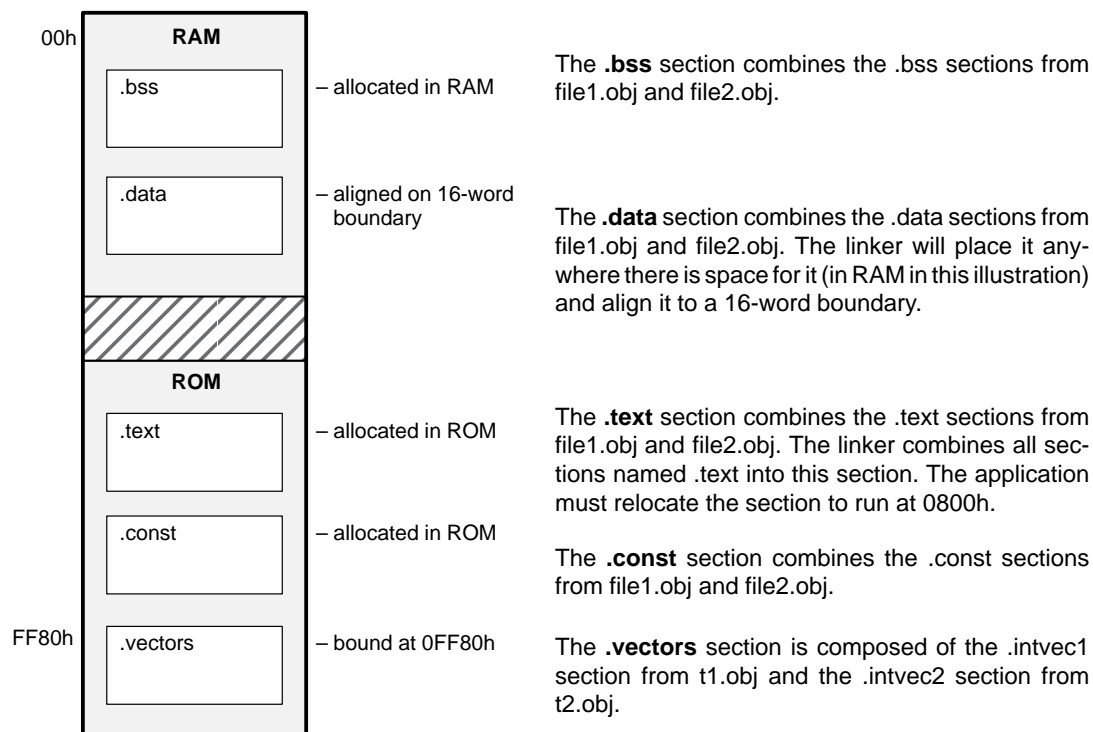 00h
RAM
.bss
– allocated in RAM
The .bss section combines the .bss sections from
file1.obj and file2.obj.
.data
– aligned on 16-word
boundary
The .data section combines the .data sections from
file1.obj and file2.obj. The linker will place it any-
where there is space for it (in RAM in this illustration)
and align it to a 16-word boundary.
ROM
.text
– allocated in ROM
The .text section combines the .text sections from
file1.obj and file2.obj. The linker combines all sec-
tions named .text into this section. The application
must relocate the section to run at 0800h.
.const
– allocated in ROM
The .const section combines the .const sections
from file1.obj and file2.obj.
FF80h
.vectors
– bound at 0FF80h
The .vectors section is composed of the .intvec1
section from t1.obj and the .intvec2 section from
t2.obj.